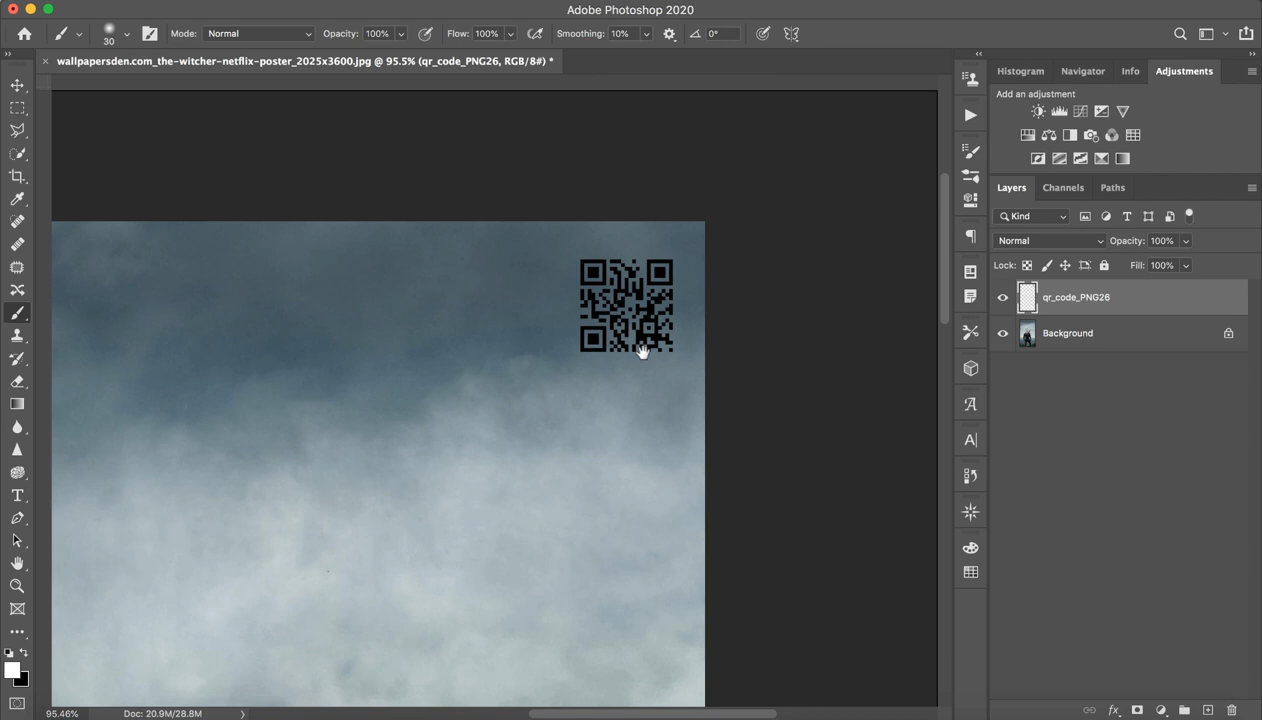 Adobe Photoshop 2020
30
Mode: Normal
Opacity: 100%
Flow: 100%
Smoothing: 10%
0°
wallpapersden.com_the-witcher-netflix-poster_2025x3600.jpg @ 95.5% (qr_code_PNG26, RGB/8#) *
Histogram
Navigator
Info
Adjustments
Add an adjustment
Layers
Channels
Paths
Kind
Normal
Opacity: 100%
Lock:
Fill: 100%
qr_code_PNG26
Background
95.46%
Doc: 20.9M/28.8M